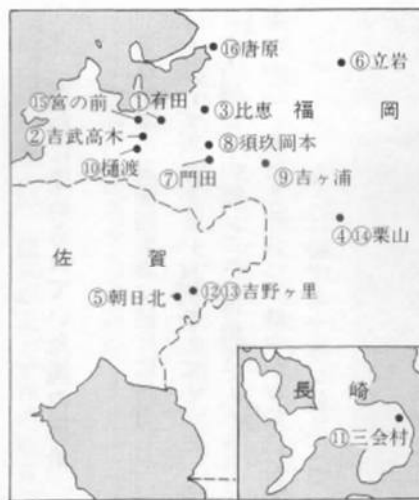 ⑯唐原
⑥立岩
⑮宮の前
①有田
③比恵
福岡
②吉武高木
⑧須玖岡本
⑩樋渡
⑦門田
⑨吉ヶ浦
④⑭栗山
佐賀
⑤朝日北
⑫⑬吉野ヶ里
長崎
⑪三会村